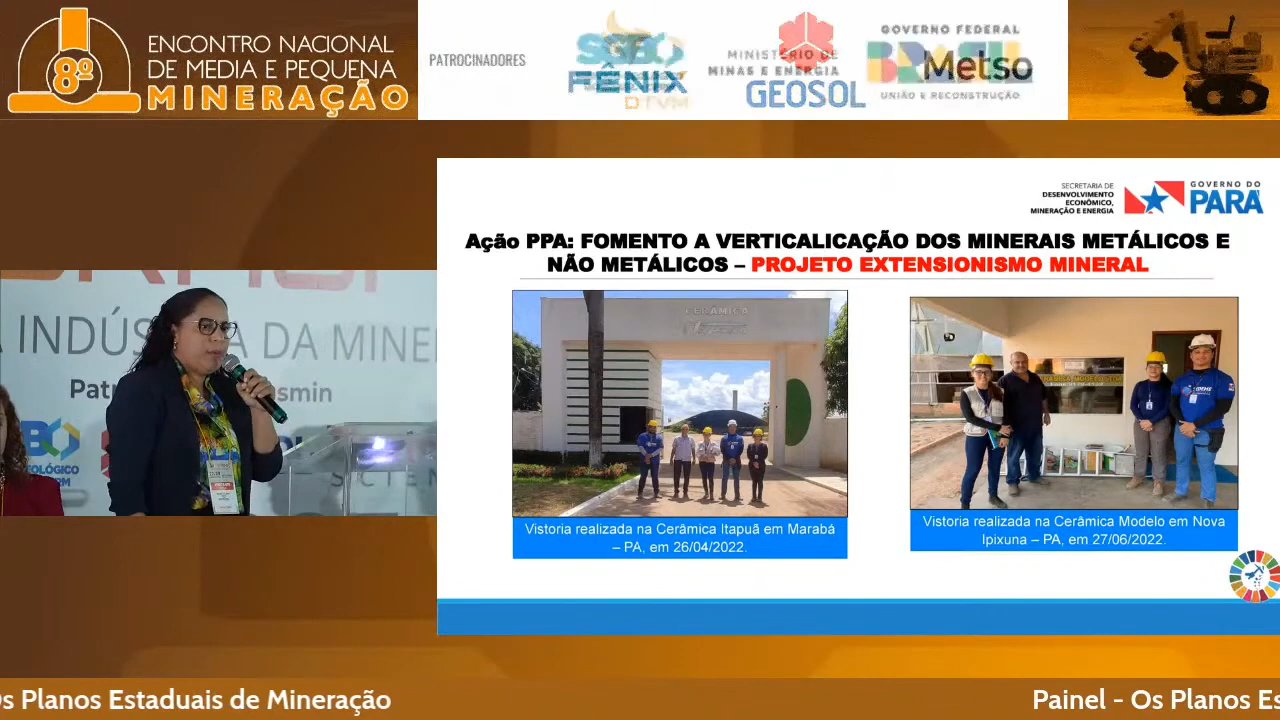 8º
ENCONTRO NACIONAL
DE MEDIA E PEQUENA
MINERAÇÃO
PATROCINADORES
FÊNIX
DTVM
MINISTÉRIO DE
MINAS E ENERGIA
GEOSOL
GOVERNO FEDERAL
BRASIL
Metso
UNIÃO E RECONSTRUÇÃO
SECRETARIA DE
DESENVOLVIMENTO
ECONÔMICO,
MINERAÇÃO E ENERGIA
GOVERNO DO
PARÁ
Ação PPA: FOMENTO A VERTICALICAÇÃO DOS MINERAIS METÁLICOS E
NÃO METÁLICOS – PROJETO EXTENSIONISMO MINERAL
CERÂMICA
Vistoria realizada na Cerâmica Itapuã em Marabá
– PA, em 26/04/2022.
Vistoria realizada na Cerâmica Modelo em Nova
Ipixuna – PA, em 27/06/2022.
DA MINER
Patr
smin
s Planos Estaduais de Mineração
Painel - Os Planos Es